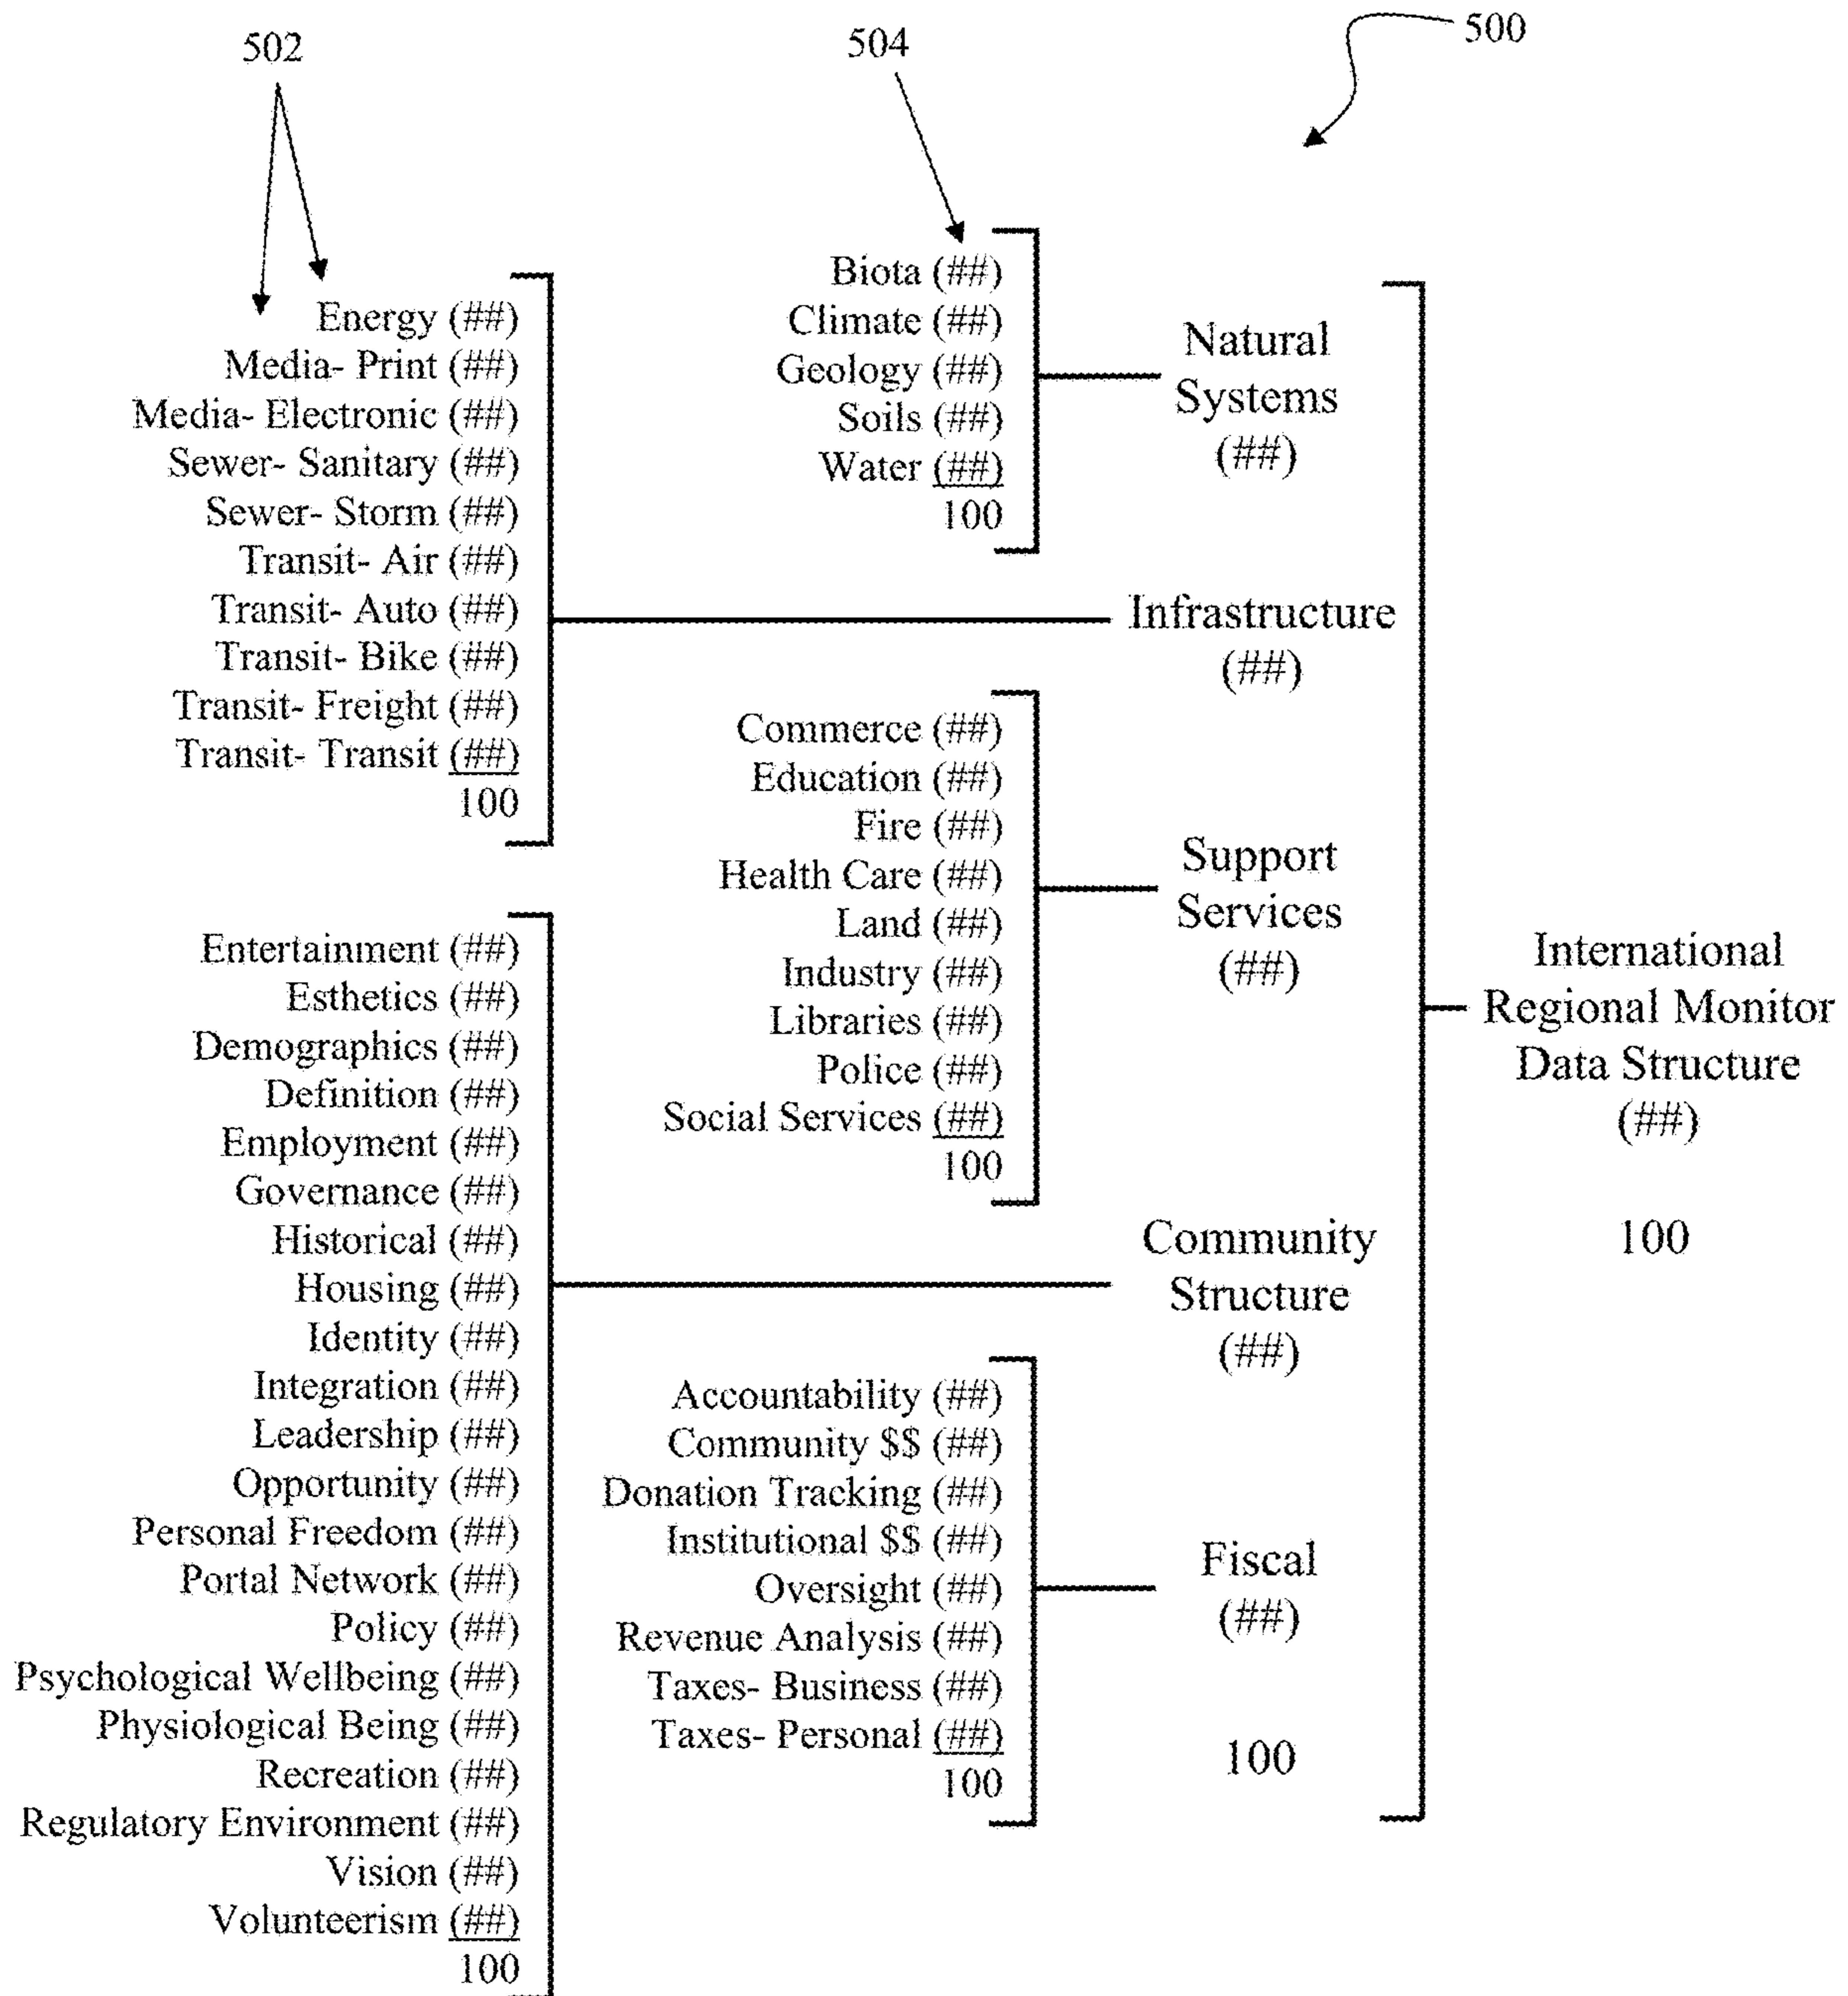 502
504
500
Energy (##)
Media- Print (##)
Media- Electronic (##)
Sewer- Sanitary (##)
Sewer- Storm (##)
Transit- Air (##)
Transit- Auto (##)
Transit- Bike (##)
Transit- Freight (##)
Transit- Transit (##)
100
Entertainment (##)
Esthetics (##)
Demographics (##)
Definition (##)
Employment (##)
Governance (##)
Historical (##)
Housing (##)
Identity (##)
Integration (##)
Leadership (##)
Opportunity (##)
Personal Freedom (##)
Portal Network (##)
Policy (##)
Psychological Wellbeing (##)
Physiological Being (##)
Recreation (##)
Regulatory Environment (##)
Vision (##)
Volunteerism (##)
100
Biota (##)
Climate (##)
Geology (##)
Soils (##)
Water (##)
100
Commerce (##)
Education (##)
Fire (##)
Health Care (##)
Land (##)
Industry (##)
Libraries (##)
Police (##)
Social Services (##)
100
Accountability (##)
Community $$ (##)
Donation Tracking (##)
Institutional $$ (##)
Oversight (##)
Revenue Analysis (##)
Taxes- Business (##)
Taxes- Personal (##)
100
Natural
Systems
(##)
Infrastructure
(##)
Support
Services
(##)
Community
Structure
(##)
Fiscal
(##)
100
International
Regional Monitor
Data Structure
(##)
100